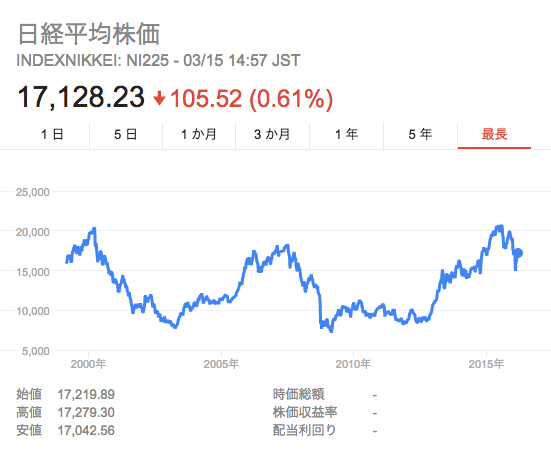 日経平均株価
INDEXNIKKEI: NI225 - 03/15 14:57 JST
17,128.23 105.52 (0.61%)
1 日 5 日 1 か月 3 か月 1 年 5 年 最長
25,000
20,000
15,000
10,000
5,000
2000年 2005年 2010年 2015年
始値 17,219.89 時価総額 -
高値 17,279.30 株価収益率 -
安値 17,042.56 配当利回り -